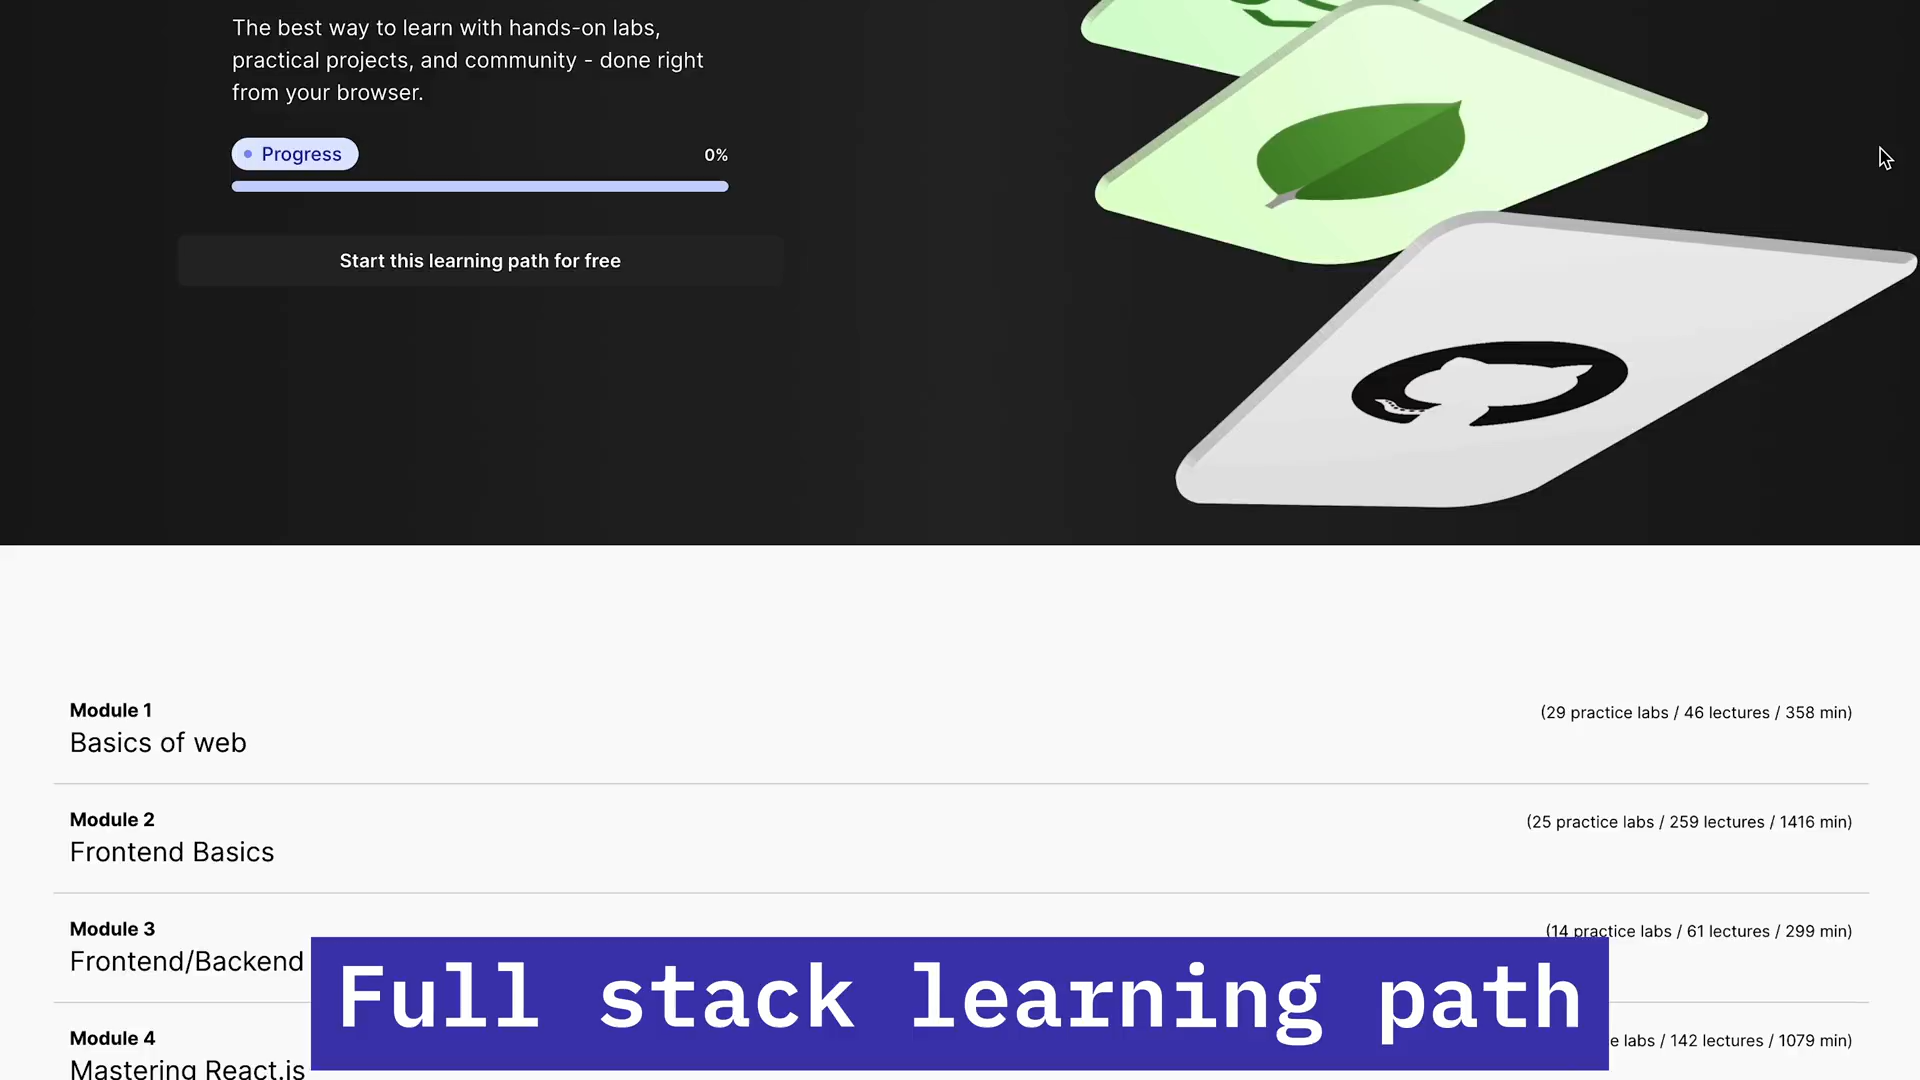 The best way to learn with hands-on labs,
practical projects, and community - done right
from your browser.
Progress
0%
Start this learning path for free
Module 1
(29 practice labs / 46 lectures / 358 min)
Basics of web
Module 2
(25 practice labs / 259 lectures / 1416 min)
Frontend Basics
Module 3
(14 practice labs / 61 lectures / 299 min)
Frontend/Backend
Module 4
labs / 142 lectures / 1079 min)
Mastering React.js
Full stack learning path